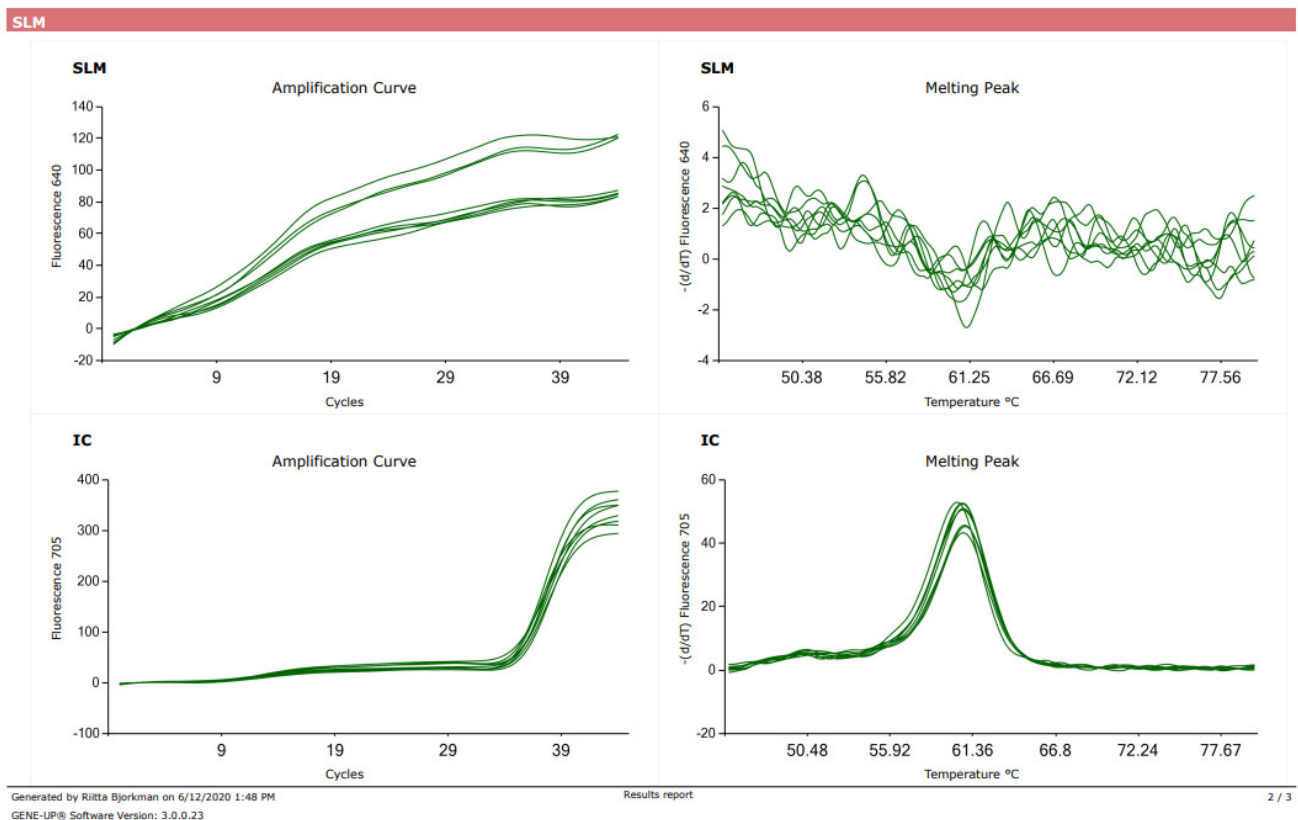 SLM
SLM
Amplification Curve
Fluorescence 640
140
120
100
80
60
40
20
0
-20
9 19 29 39
Cycles
SLM
Melting Peak
-(d/dT) Fluorescence 640
6
4
2
0
-2
-4
50.38 55.82 61.25 66.69 72.12 77.56
Temperature °C
IC
Amplification Curve
Fluorescence 705
400
300
200
100
0
-100
9 19 29 39
Cycles
IC
Melting Peak
-(d/dT) Fluorescence 705
60
40
20
0
-20
50.48 55.92 61.36 66.8 72.24 77.67
Temperature °C
Generated by Riitta Bjorkman on 6/12/2020 1:48 PM
Results report
2 / 3
GENE-UP® Software Version: 3.0.0.23